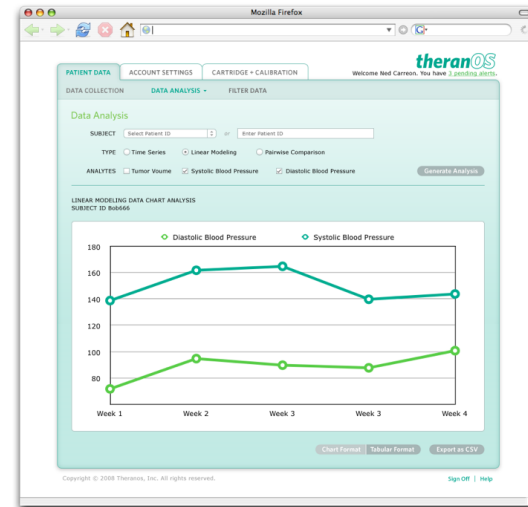 Mozilla Firefox
G
theranOS
PATIENT DATA ACCOUNT SETTINGS CARTRIDGE + CALIBRATION
Welcome Ned Carreon. You have 3 pending alerts.
DATA COLLECTION DATA ANALYSIS FILTER DATA
Data Analysis
SUBJECT Select Patient ID or Enter Patient ID
TYPE Time Series Linear Modeling Pairwise Comparison
ANALYTES Tumor Voume Systolic Blood Pressure Diastolic Blood Pressure Generate Analysis
LINEAR MODELING DATA CHART ANALYSIS
SUBJECT ID Bob666
Diastolic Blood Pressure Systolic Blood Pressure
180
160
140
120
100
80
Week 1 Week 2 Week 3 Week 3 Week 4
Chart Format Tabular Format Export as CSV
Copyright © 2008 Theranos, Inc. All rights reserved. Sign Off | Help